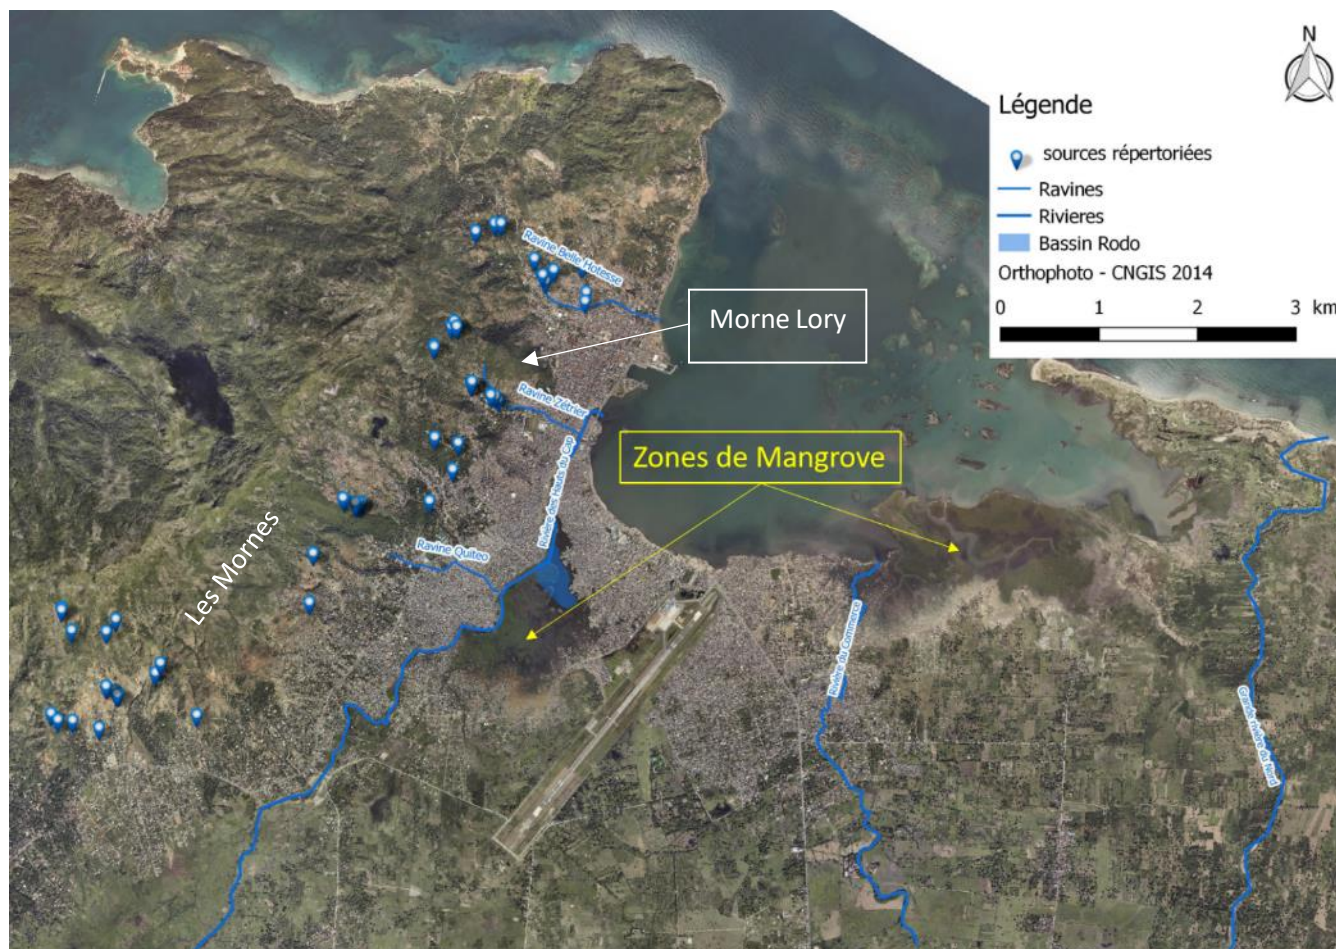 N
Légende
sources répertoriées
Ravines
Rivieres
Bassin Rodo
Orthophoto - CNGIS 2014
0 1 2 3 km
Ravine Belle Hotesse
Morne Lory
Ravine Zétrier
Zones de Mangrove
Rivière des Hauts du Cap
Les Mornes
Ravine Quiteo
Rivière du Commerce
Grande rivière du Nord